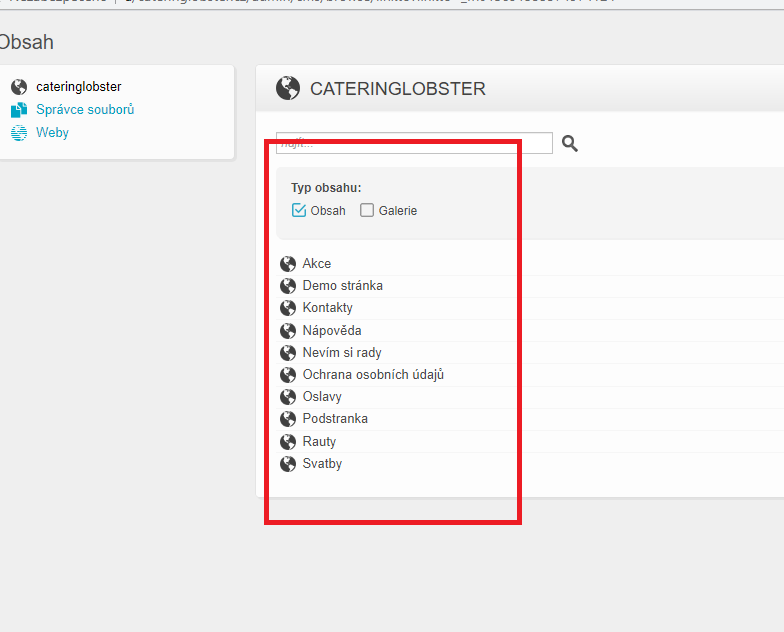 Obsah
cateringlobster
Správce souborů
Weby
CATERINGLOBSTER
najít...
Typ obsahu:
Obsah Galerie
Akce
Demo stránka
Kontakty
Nápověda
Nevím si rady
Ochrana osobních údajů
Oslavy
Podstranka
Rauty
Svatby